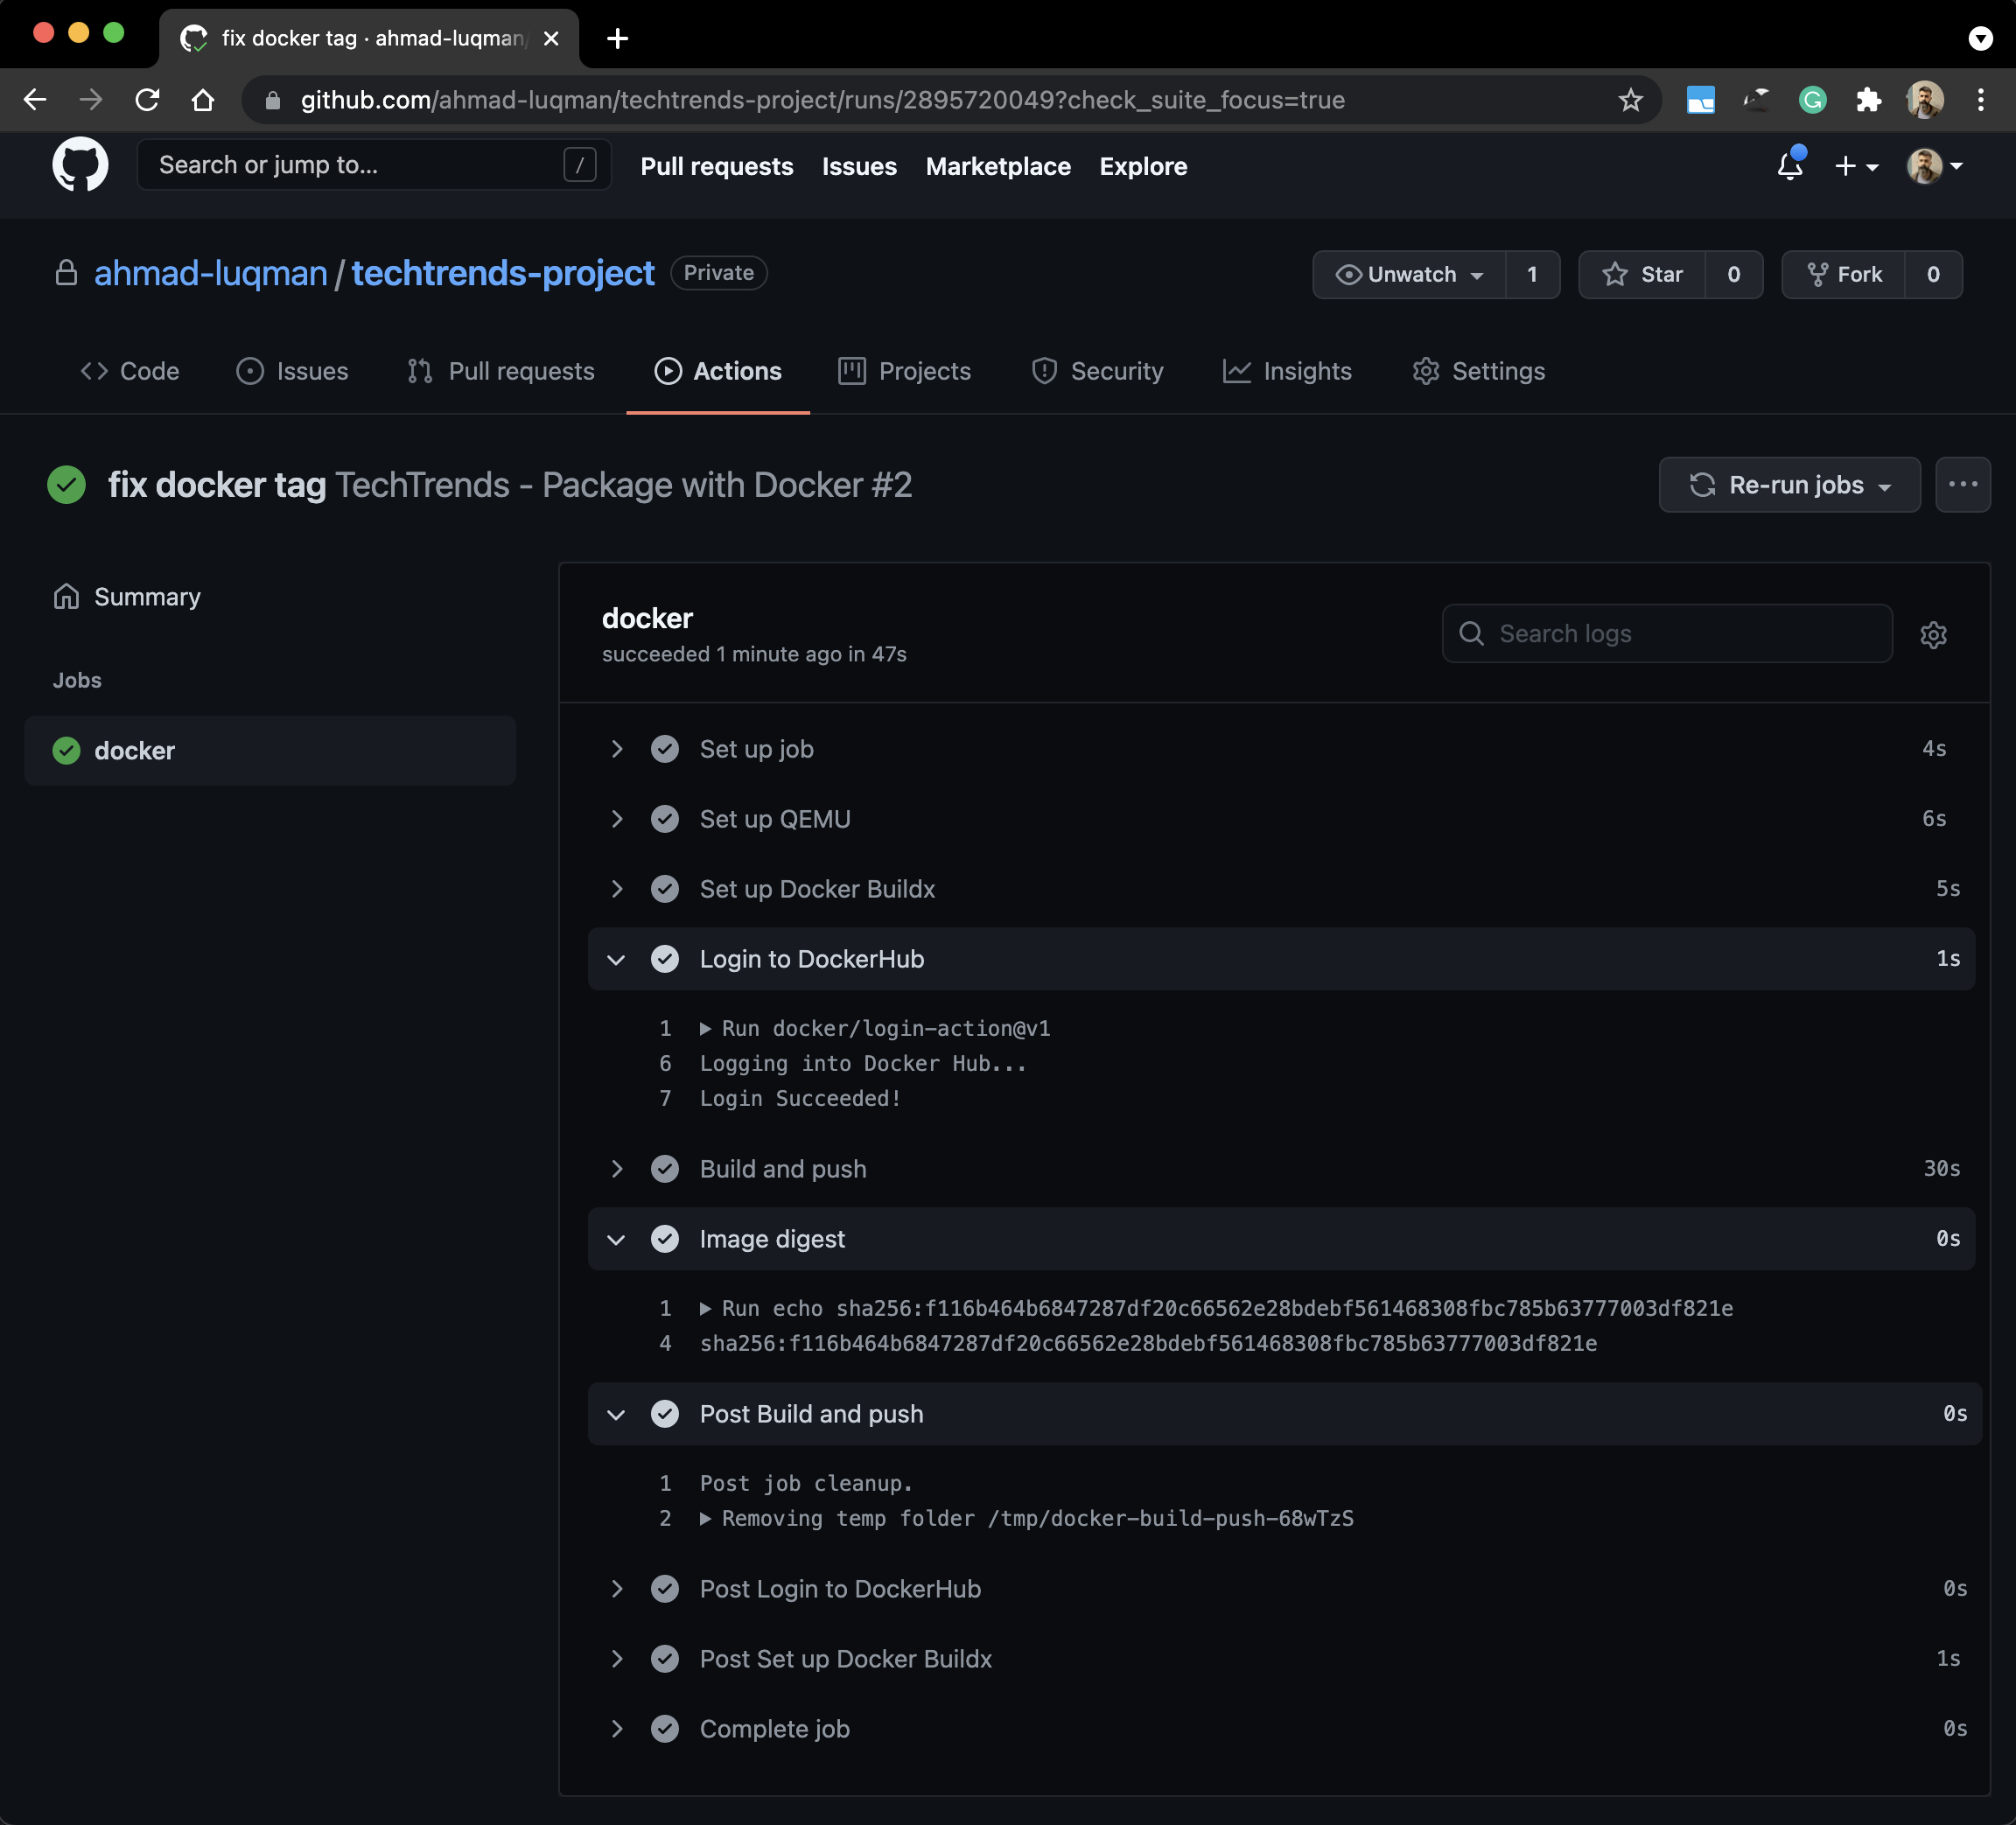 fix docker tag · ahmad-luqman/
github.com/ahmad-luqman/techtrends-project/runs/2895720049?check_suite_focus=true
Search or jump to... / Pull requests Issues Marketplace Explore
ahmad-luqman / techtrends-project Private Unwatch 1 Star 0 Fork 0
Code Issues Pull requests Actions Projects Security Insights Settings
fix docker tag TechTrends - Package with Docker #2 Re-run jobs
Summary
Jobs
docker
docker
succeeded 1 minute ago in 47s
Search logs
Set up job 4s
Set up QEMU 6s
Set up Docker Buildx 5s
Login to DockerHub 1s
1 Run docker/login-action@v1
6 Logging into Docker Hub...
7 Login Succeeded!
Build and push 30s
Image digest 0s
1 Run echo sha256:f116b464b6847287df20c66562e28bdebf561468308fbc785b63777003df821e
4 sha256:f116b464b6847287df20c66562e28bdebf561468308fbc785b63777003df821e
Post Build and push 0s
1 Post job cleanup.
2 Removing temp folder /tmp/docker-build-push-68wTzS
Post Login to DockerHub 0s
Post Set up Docker Buildx 1s
Complete job 0s